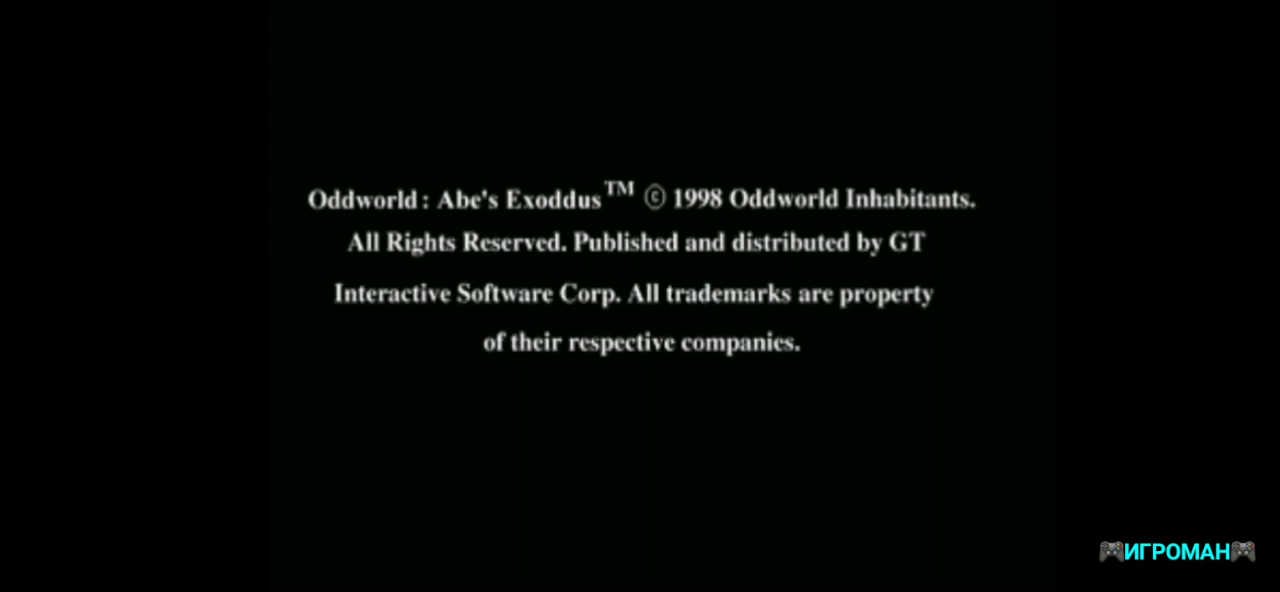 Oddworld: Abe's Exoddus™ © 1998 Oddworld Inhabitants.
All Rights Reserved. Published and distributed by GT
Interactive Software Corp. All trademarks are property
of their respective companies.
🎮ИГРОМАН🎮